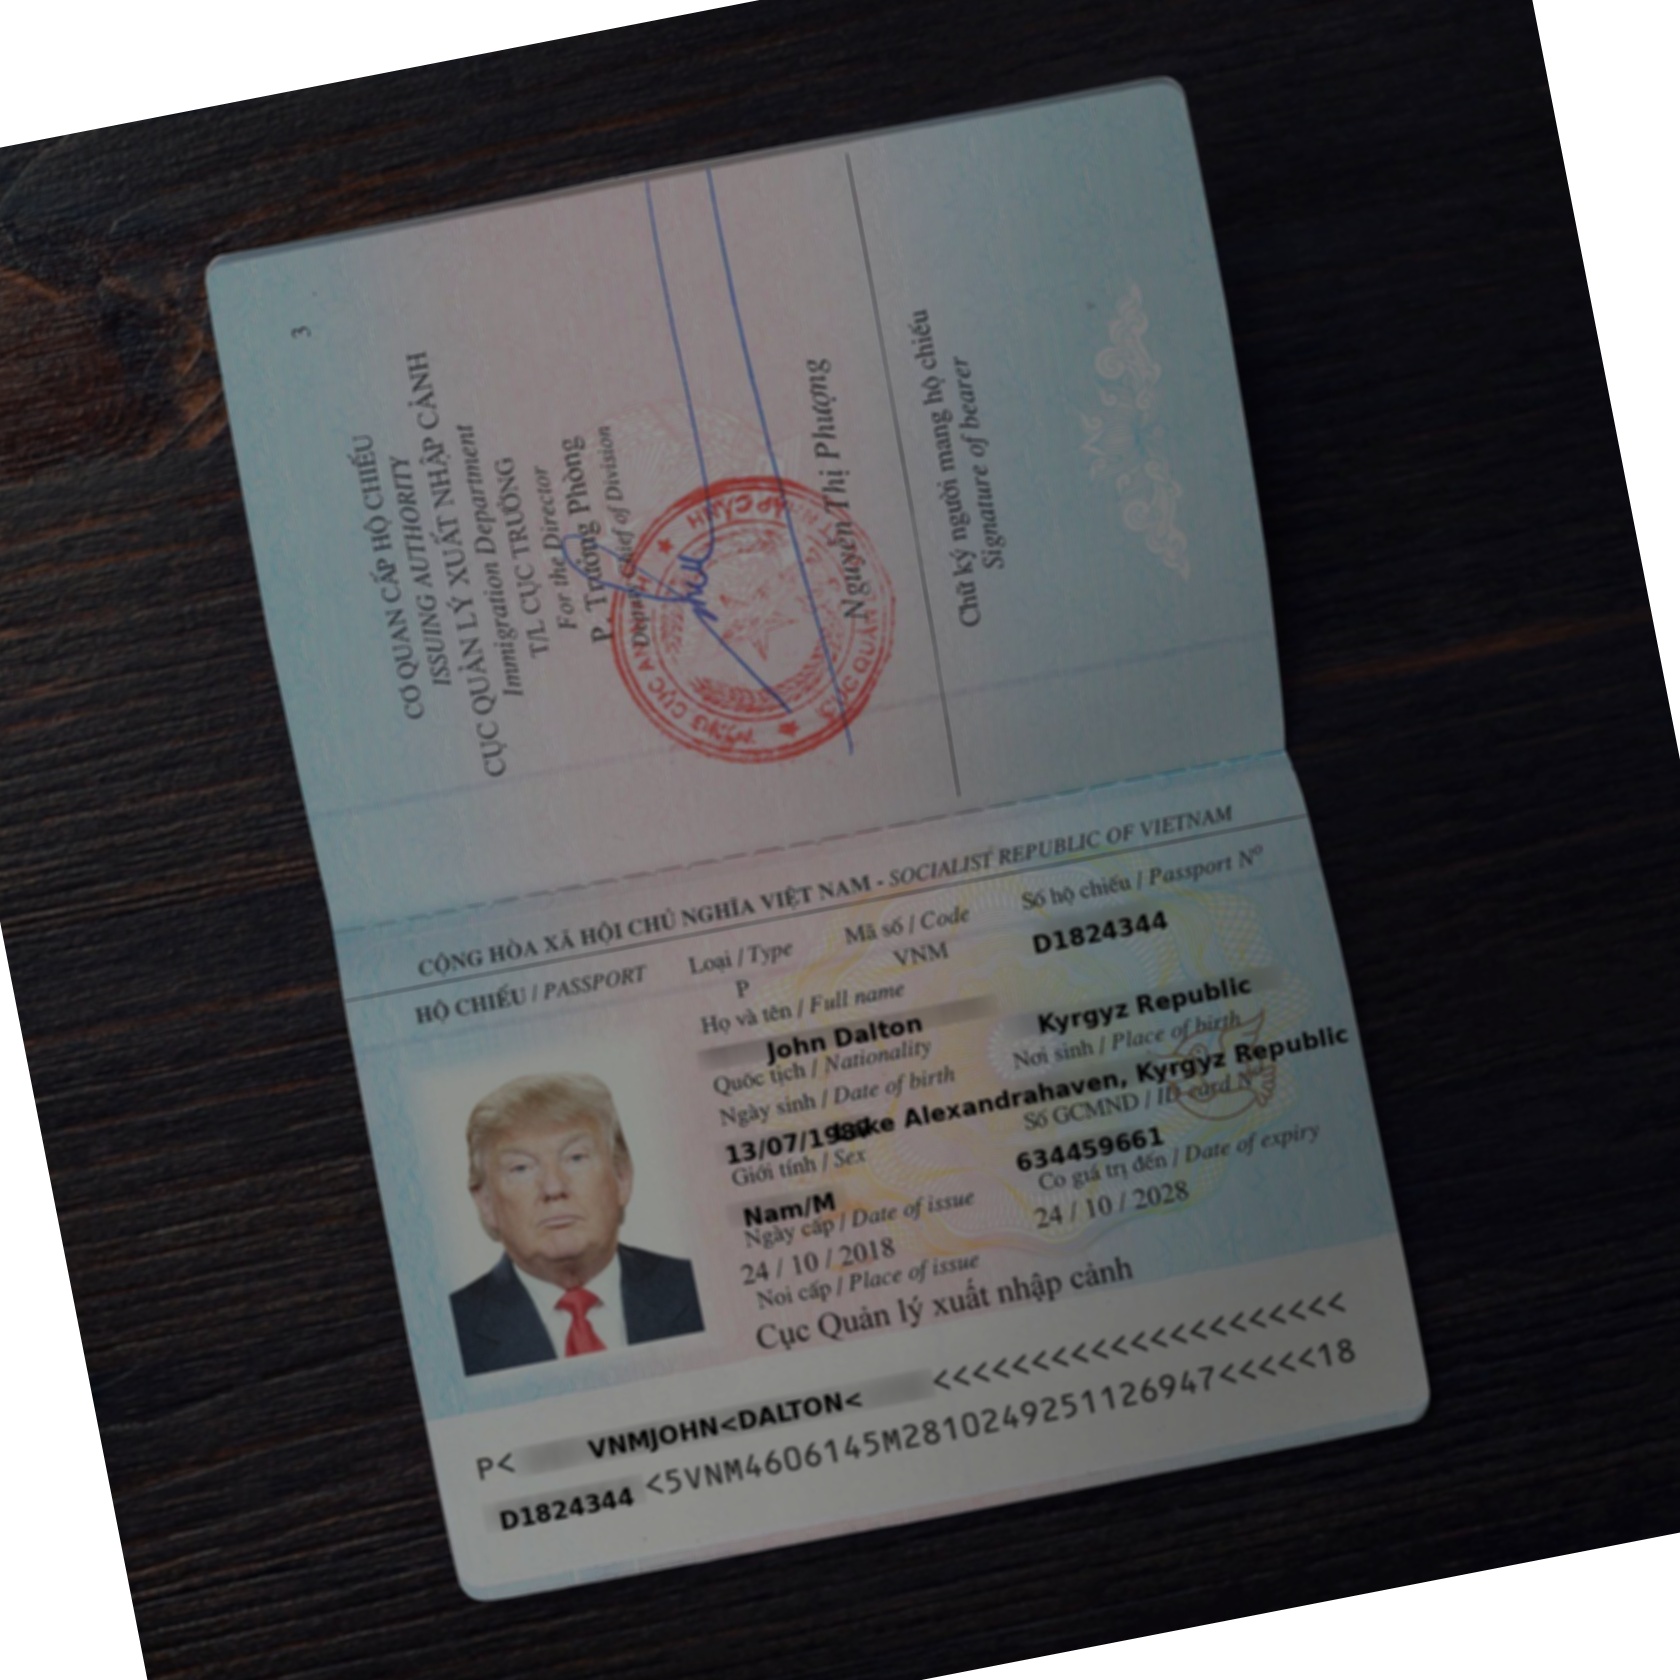 3
CƠ QUAN CẤP HỘ CHIẾU
ISSUING AUTHORITY
CỤC QUẢN LÝ XUẤT NHẬP CẢNH
Immigration Department
T/L CỤC TRƯỞNG
For the Director
P. Trưởng Phòng
Deputy Chief of Division
Nguyễn Thị Phượng
Chữ ký người mang hộ chiếu
Signature of bearer
CỘNG HÒA XÃ HỘI CHỦ NGHĨA VIỆT NAM - SOCIALIST REPUBLIC OF VIETNAM
HỘ CHIẾU / PASSPORT Loại / Type Mã số / Code Số hộ chiếu / Passport Nº
P VNM D1824344
Họ và tên / Full name
John Dalton
Quốc tịch / Nationality
Kyrgyz Republic
Ngày sinh / Date of birth Nơi sinh / Place of birth
13/07/1980 Lake Alexandrahaven, Kyrgyz Republic
Giới tính / Sex Số GCMND / ID card Nº
Nam/M 634459661
Ngày cấp / Date of issue Có giá trị đến / Date of expiry
24 / 10 / 2018 24 / 10 / 2028
Nơi cấp / Place of issue
Cục Quản lý xuất nhập cảnh
P< VNMJOHN<DALTON< <<<<<<<<<<<<<<<<<<<<<
D1824344 <5VNM4606145M2810249251126947<<<<<18